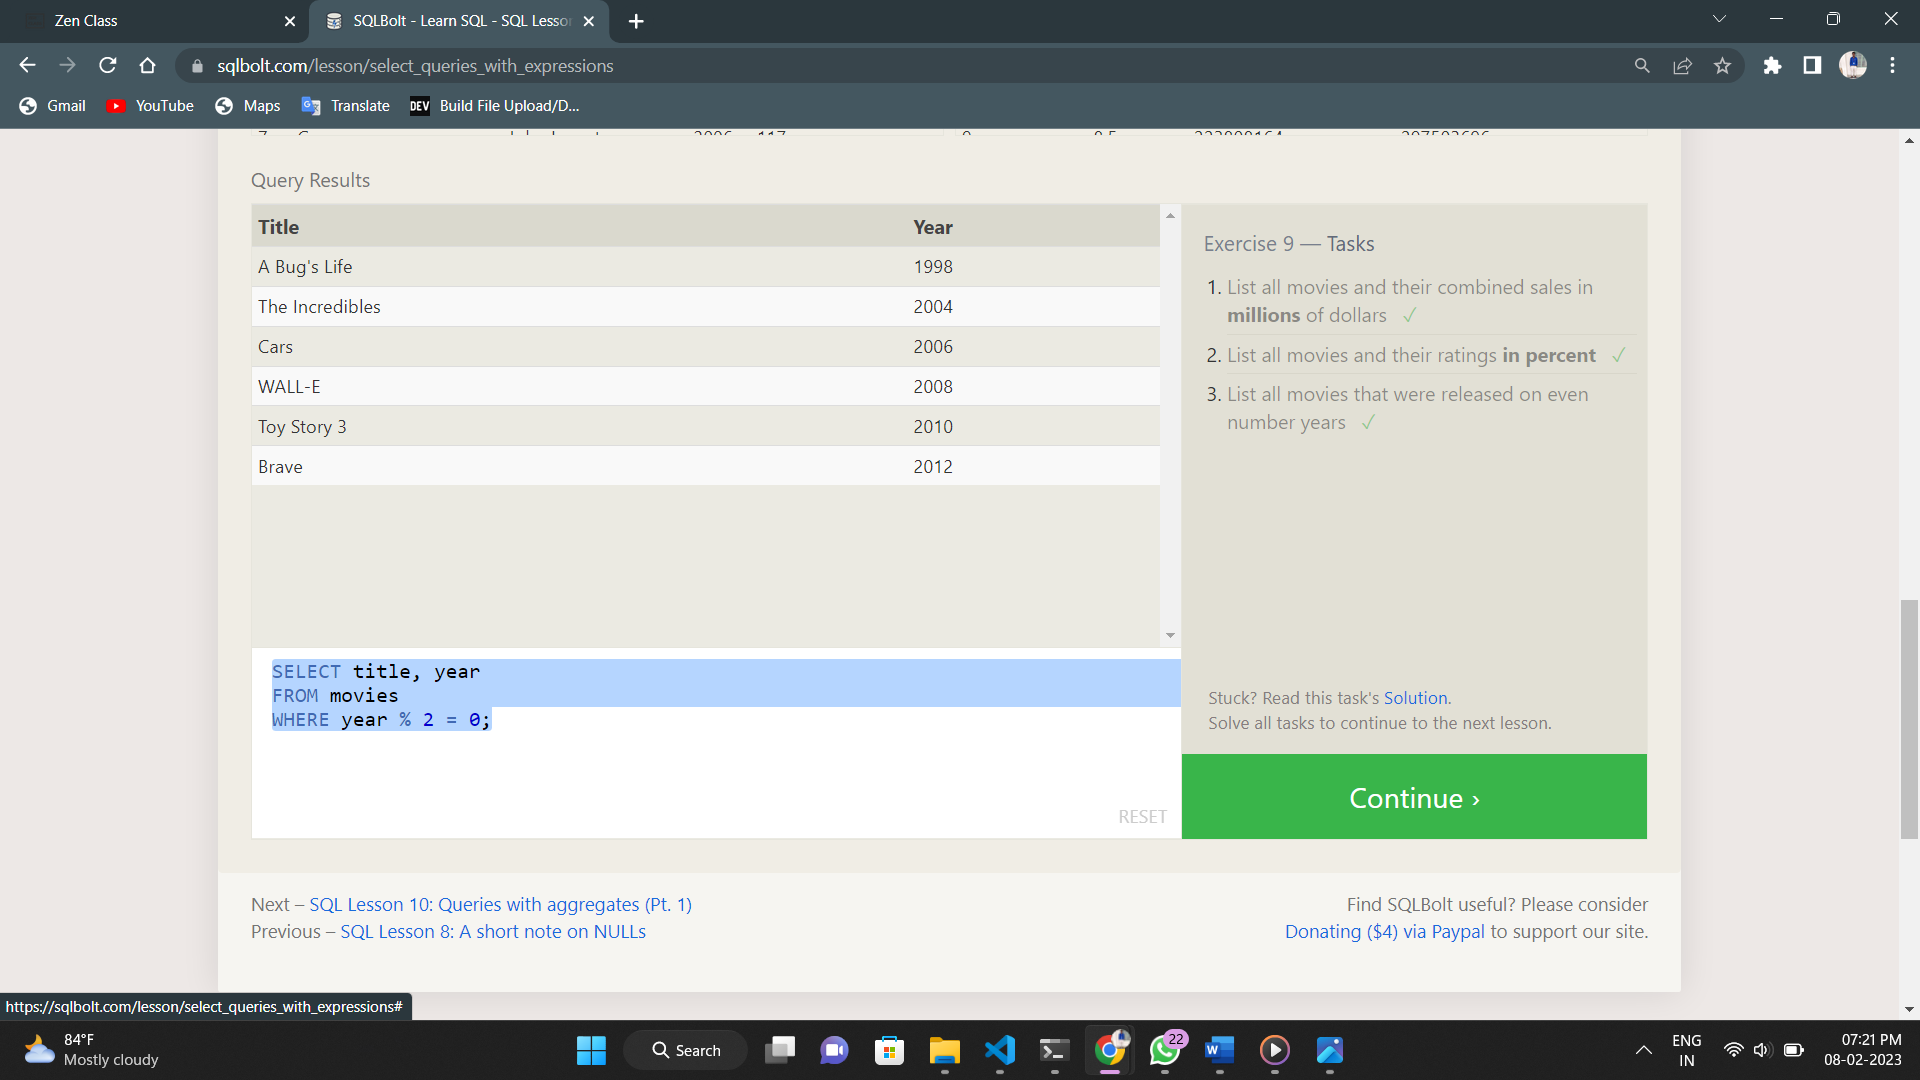 Zen Class
SQLBolt - Learn SQL - SQL Lesso
sqlbolt.com/lesson/select_queries_with_expressions
Gmail
YouTube
Maps
Translate
DEV
Build File Upload/D...
Query Results
Title Year
A Bug's Life 1998
The Incredibles 2004
Cars 2006
WALL-E 2008
Toy Story 3 2010
Brave 2012
Exercise 9 — Tasks
1. List all movies and their combined sales in
millions of dollars ✓
2. List all movies and their ratings in percent ✓
3. List all movies that were released on even
number years ✓
SELECT title, year
FROM movies
WHERE year % 2 = 0;
RESET
Stuck? Read this task's Solution.
Solve all tasks to continue to the next lesson.
Continue ›
Next – SQL Lesson 10: Queries with aggregates (Pt. 1)
Previous – SQL Lesson 8: A short note on NULLs
Find SQLBolt useful? Please consider
Donating ($4) via Paypal to support our site.
https://sqlbolt.com/lesson/select_queries_with_expressions#
84°F
Mostly cloudy
Search
22
ENG
IN
07:21 PM
08-02-2023